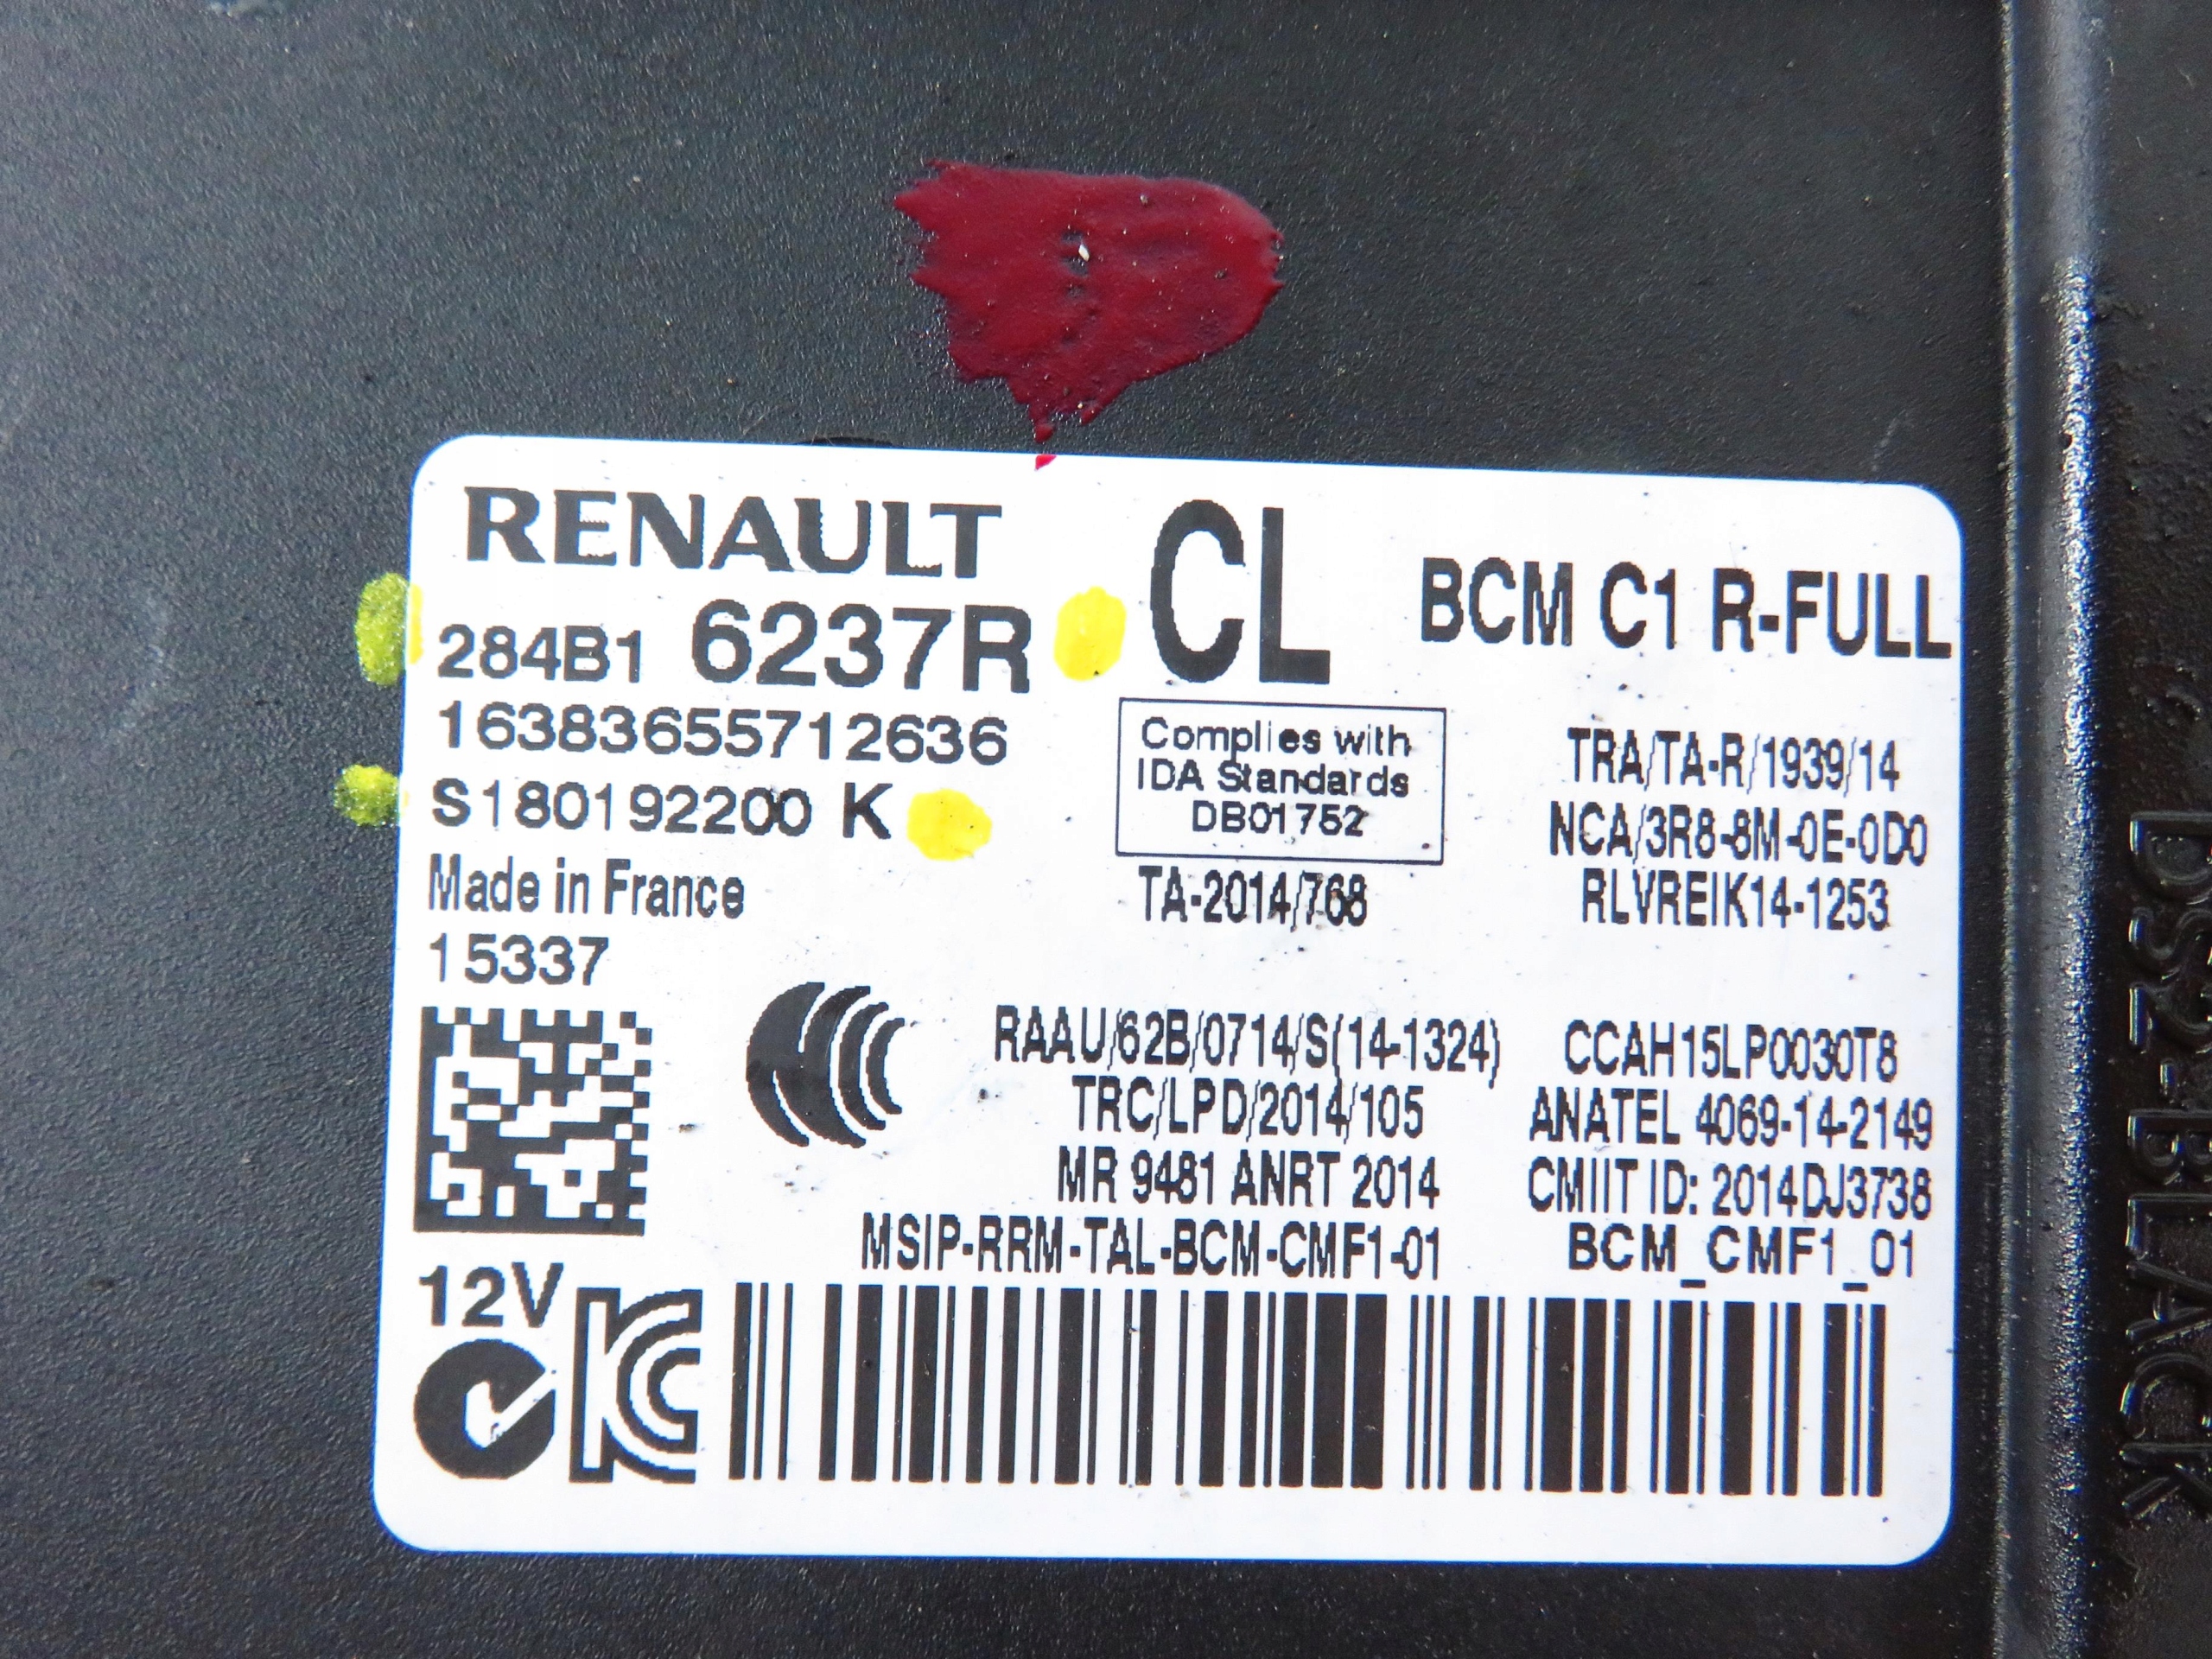 RENAULT
284B1 6237R
16383655712636
S180192200 K
Made in France
15337
12V
CL
BCM C1 R-FULL
Complies with
IDA Standards
DB01752
TA-2014/768
TRA/TA-R/1939/14
NCA/3R8-8M-0E-0D0
RLVREIK14-1253
RAAU/62B/0714/S(14-1324)
TRC/LPD/2014/105
MR 9481 ANRT 2014
MSIP-RRM-TAL-BCM-CMF1-01
CCAH15LP0030T8
ANATEL 4069-14-2149
CMIIT ID: 2014DJ3738
BCM_CMF1_01